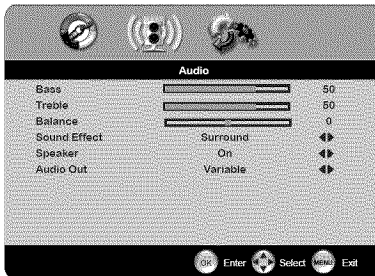 Audio
Bass 50
Treble 50
Balance 0
Sound Effect Surround
Speaker On
Audio Out Variable
OK Enter Select MENU Exit